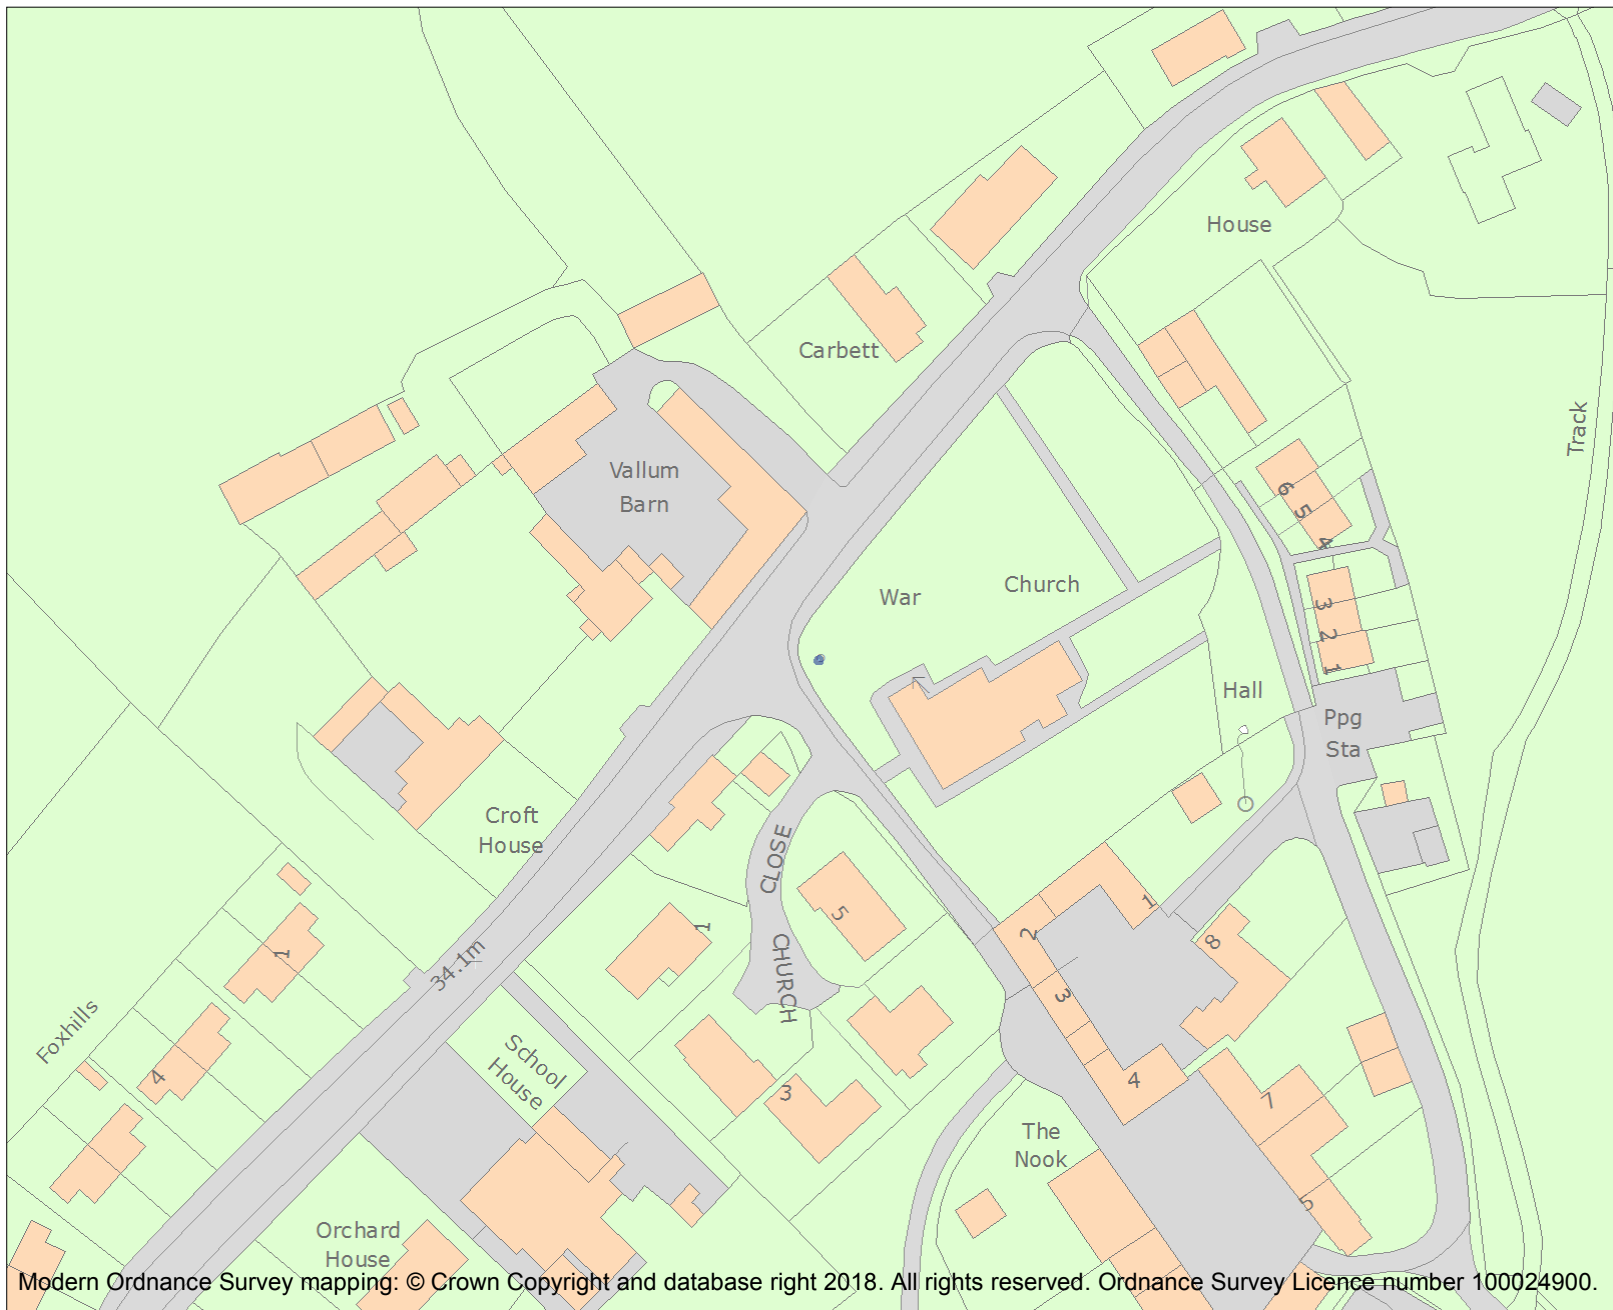 House
Carbett
Track
Vallum
Barn
6
5
4
War
Church
3
2
1
Hall
Ppg
Sta
Croft
House
CLOSE
CHURCH
5
1
1
2
1
8
34.1m
3
Foxhills
School
House
4
3
4
7
The
Nook
5
Orchard
House
Modern Ordnance Survey mapping: © Crown Copyright and database right 2018. All rights reserved. Ordnance Survey Licence number 100024900.